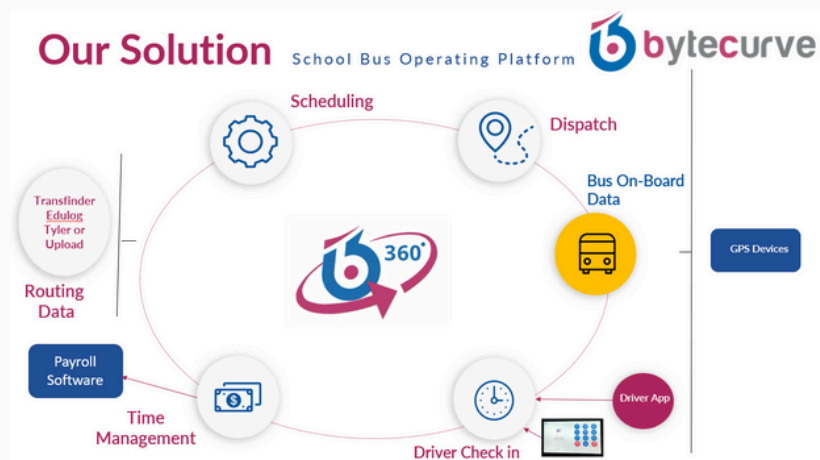 Our Solution
School Bus Operating Platform
bytecurve
Scheduling
Dispatch
Bus On-Board
Data
Transfinder
Edulog
Tyler or
Upload
Routing
Data
360°
GPS Devices
Payroll
Software
$
Time
Management
Driver App
Driver Check in